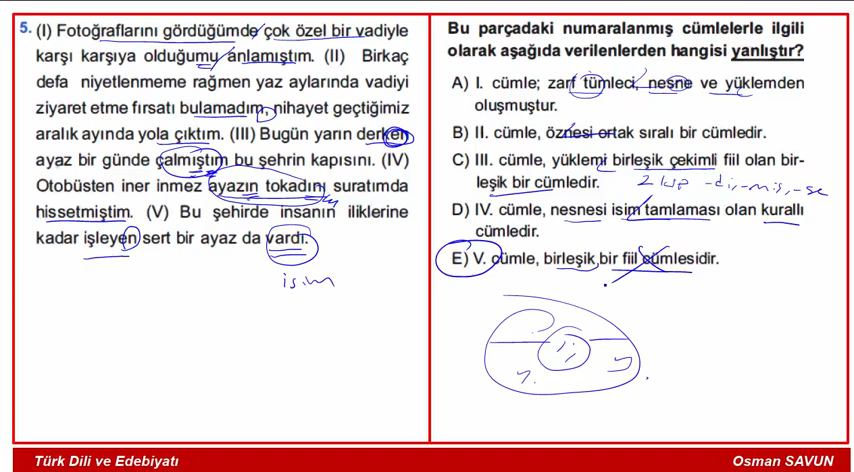 5. (I) Fotoğraflarını gördüğümde çok özel bir vadiyle
karşı karşıya olduğumu anlamıştım. (II) Birkaç
defa niyetlenmeme rağmen yaz aylarında vadiyi
ziyaret etme fırsatı bulamadım, nihayet geçtiğimiz
aralık ayında yola çıktım. (III) Bugün yarın derken
ayaz bir günde çalmıştım bu şehrin kapısını. (IV)
Otobüsten iner inmez ayazın tokadını suratımda
hissetmiştim. (V) Bu şehirde insanın iliklerine
kadar işleyen sert bir ayaz da vardı.
isim
Bu parçadaki numaralanmış cümlelerle ilgili
olarak aşağıda verilenlerden hangisi yanlıştır?
A) I. cümle; zarf tümleci, nesne ve yüklemden
oluşmuştur.
B) II. cümle, öznesi ortak sıralı bir cümledir.
C) III. cümle, yüklemi birleşik çekimli fiil olan bir-
leşik bir cümledir.
-di, -miş, -se
D) IV. cümle, nesnesi isim tamlaması olan kurallı
cümledir.
E) V. cümle, birleşik bir fiil cümlesidir.
Türk Dili ve Edebiyatı
Osman SAVUN